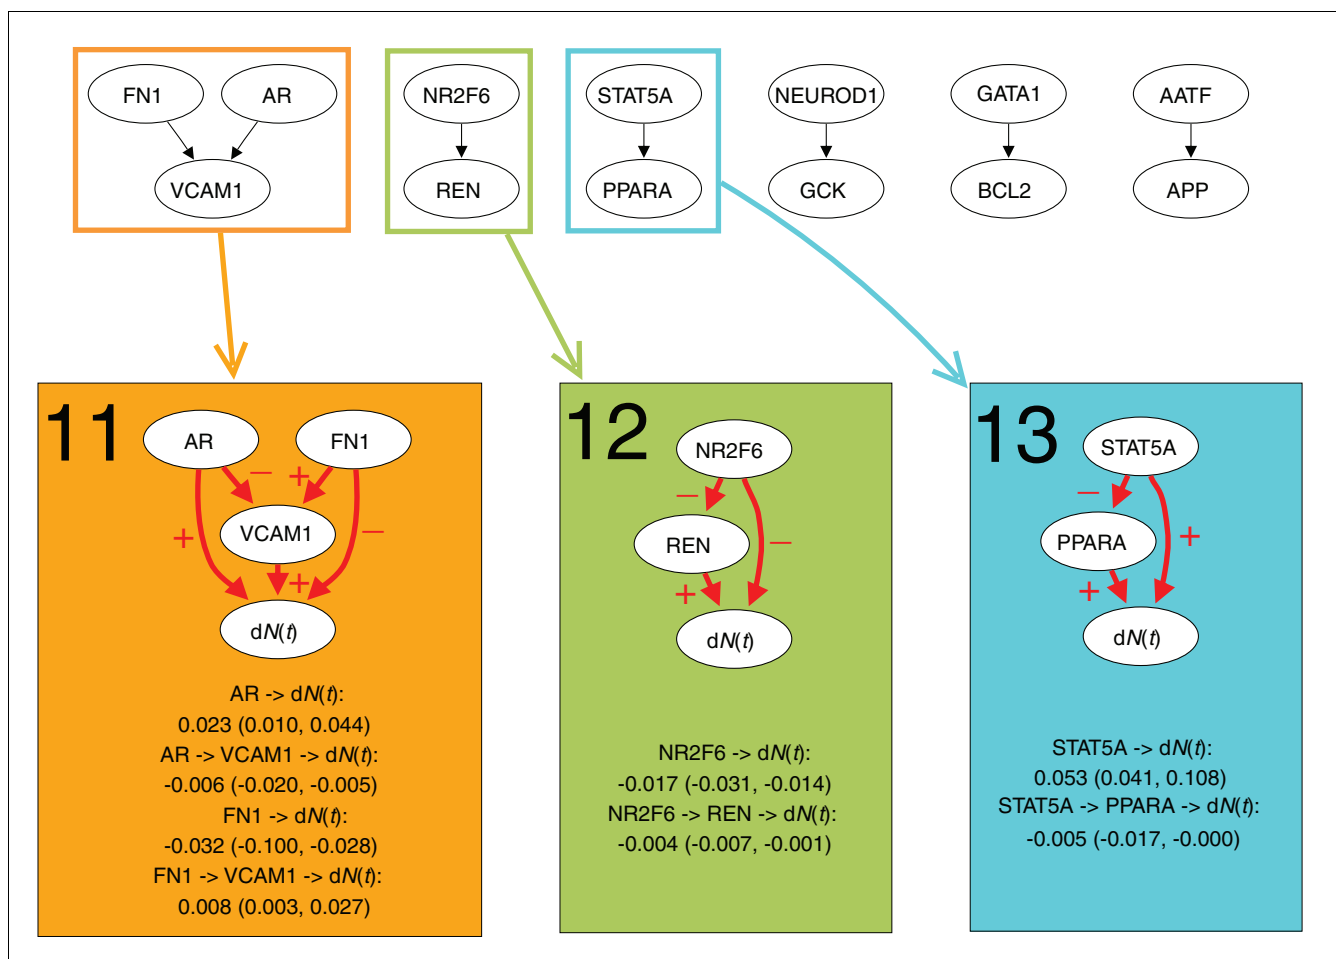 FN1
AR
VCAM1
NR2F6
REN
STAT5A
PPARA
NEUROD1
GCK
GATA1
BCL2
AATF
APP
11
AR
FN1
−
+
VCAM1
+
−
+
dN(t)
AR -> dN(t):
0.023 (0.010, 0.044)
AR -> VCAM1 -> dN(t):
-0.006 (-0.020, -0.005)
FN1 -> dN(t):
-0.032 (-0.100, -0.028)
FN1 -> VCAM1 -> dN(t):
0.008 (0.003, 0.027)
12
NR2F6
−
REN
−
+
dN(t)
NR2F6 -> dN(t):
-0.017 (-0.031, -0.014)
NR2F6 -> REN -> dN(t):
-0.004 (-0.007, -0.001)
13
STAT5A
−
PPARA
+
+
dN(t)
STAT5A -> dN(t):
0.053 (0.041, 0.108)
STAT5A -> PPARA -> dN(t):
-0.005 (-0.017, -0.000)